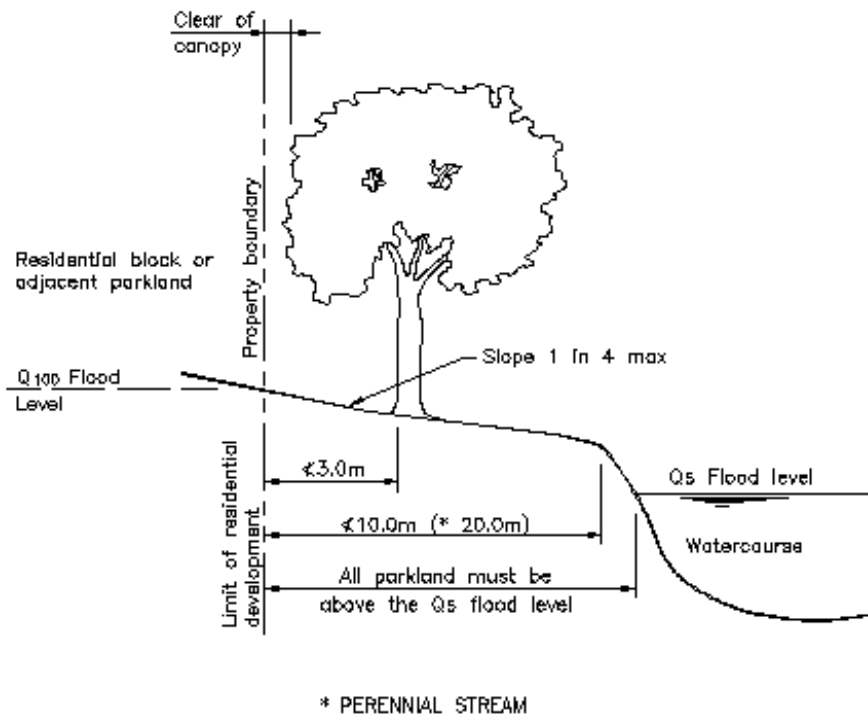 Clear of
canopy
Property boundary
Residential block or
adjacent parkland
Slope 1 in 4 max
Q100 Flood
Level
≮3.0m
Qs Flood level
≮10.0m (* 20.0m)
Watercourse
Limit of residential
development
All parkland must be
above the Qs flood level
* PERENNIAL STREAM